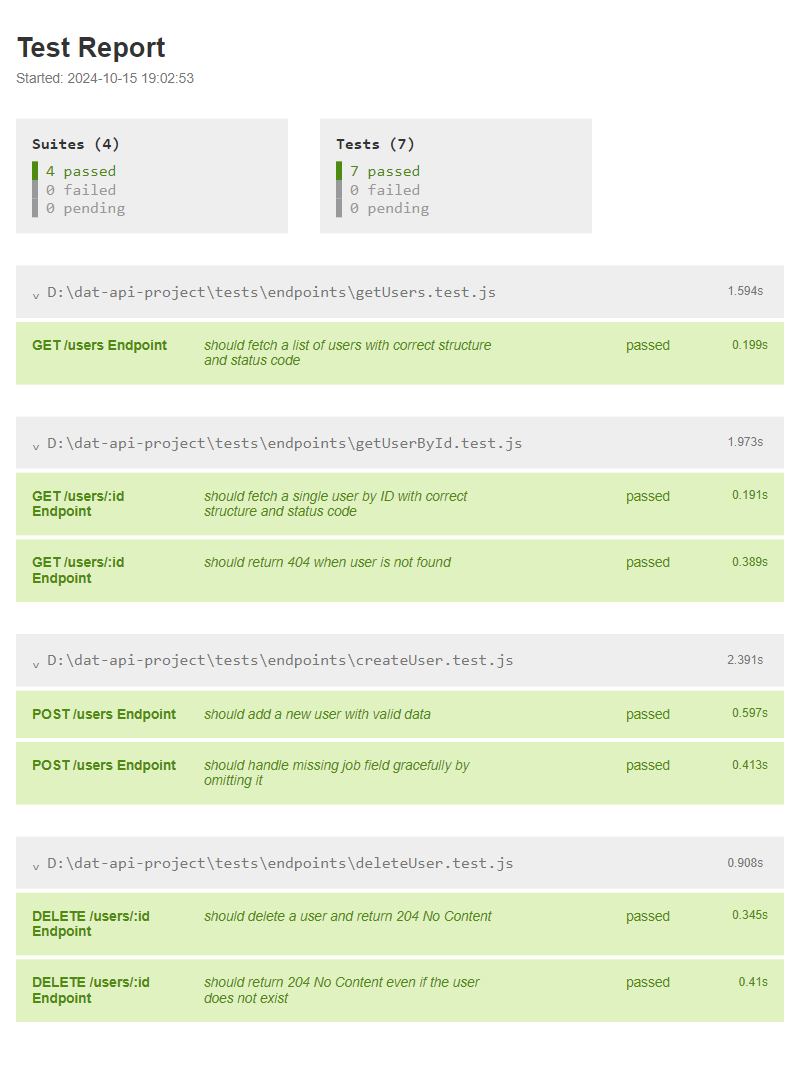 Test Report
Started: 2024-10-15 19:02:53
Suites (4)
4 passed
0 failed
0 pending
Tests (7)
7 passed
0 failed
0 pending
D:\dat-api-project\tests\endpoints\getUsers.test.js 1.594s
GET /users Endpoint should fetch a list of users with correct structure passed 0.199s
and status code
D:\dat-api-project\tests\endpoints\getUserById.test.js 1.973s
GET /users/:id should fetch a single user by ID with correct passed 0.191s
Endpoint structure and status code
GET /users/:id should return 404 when user is not found passed 0.389s
Endpoint
D:\dat-api-project\tests\endpoints\createUser.test.js 2.391s
POST /users Endpoint should add a new user with valid data passed 0.597s
POST /users Endpoint should handle missing job field gracefully by passed 0.413s
omitting it
D:\dat-api-project\tests\endpoints\deleteUser.test.js 0.908s
DELETE /users/:id should delete a user and return 204 No Content passed 0.345s
Endpoint
DELETE /users/:id should return 204 No Content even if the user passed 0.41s
Endpoint does not exist